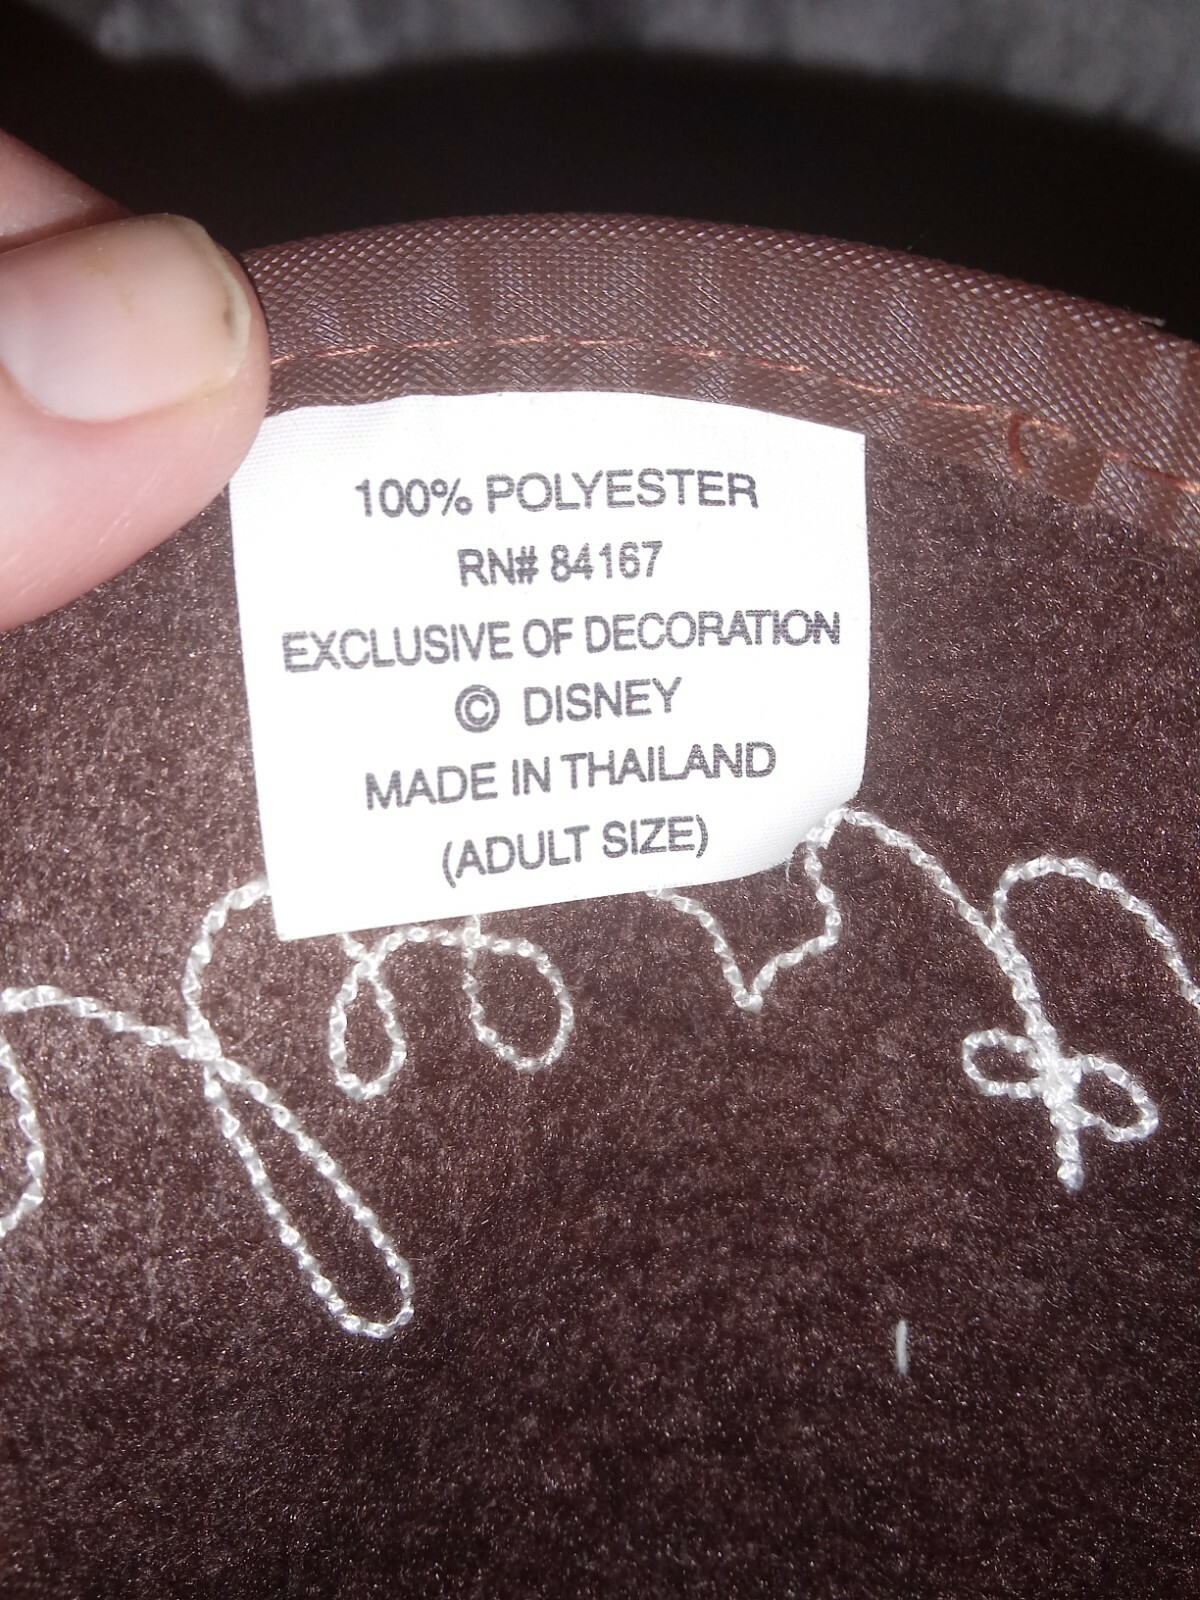 100% POLYESTER
RN# 84167
EXCLUSIVE OF DECORATION
© DISNEY
MADE IN THAILAND
(ADULT SIZE)